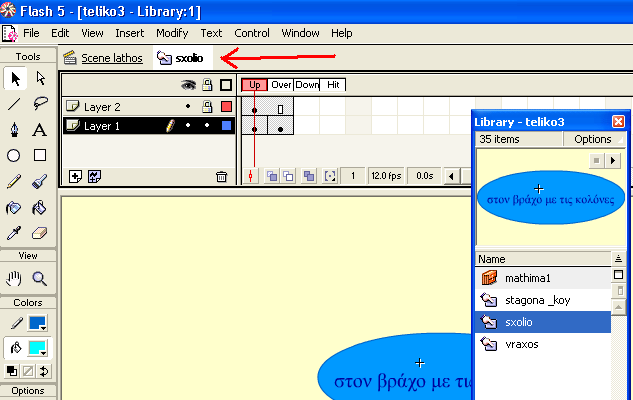 Flash 5 - [teliko3 - Library:1]
File Edit View Insert Modify Text Control Window Help
Tools
Scene lathos sxolio
Up Over Down Hit
Layer 2
Layer 1
1 12.0 fps 0.0s
A
View
Colors
Options
Library - teliko3
35 items Options
στον βράχο με τις κολόνες
Name
mathima1
stagona _koy
sxolio
vraxos
στον βράχο με τις